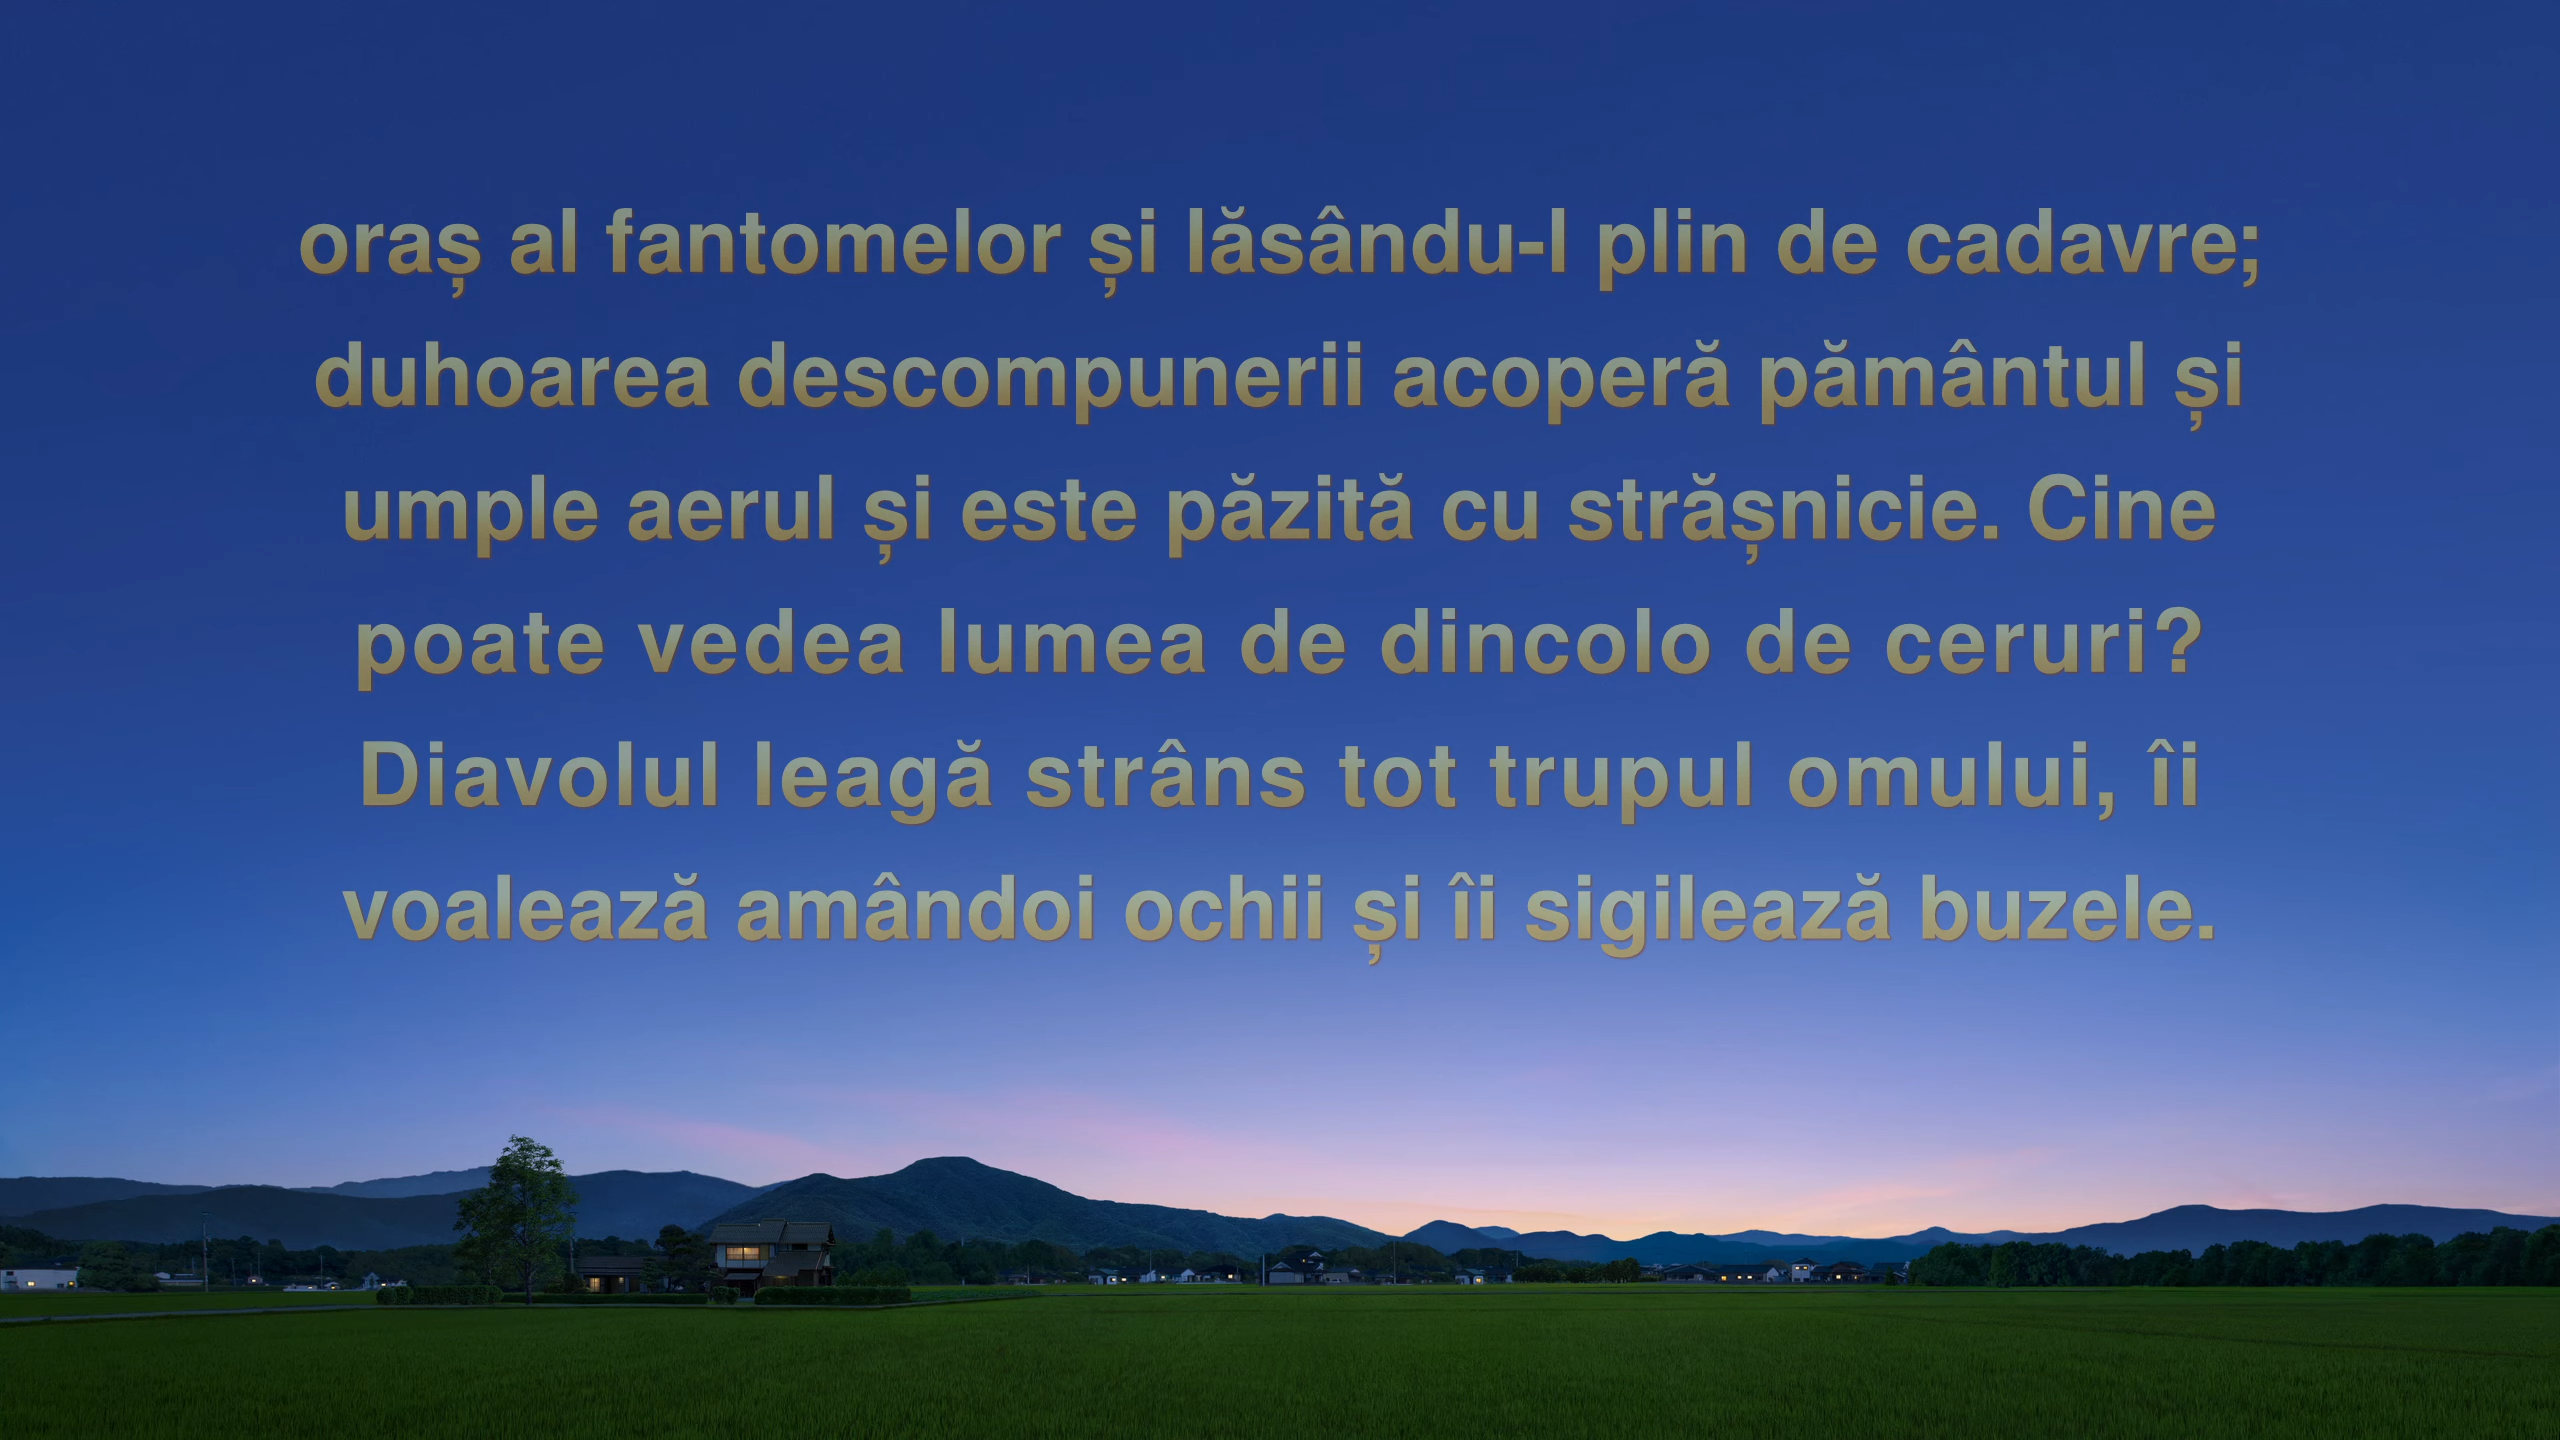 oraș al fantomelor și lăsându-l plin de cadavre;
duhoarea descompunerii acoperă pământul și
umple aerul și este păzită cu strășnicie. Cine
poate vedea lumea de dincolo de ceruri?
Diavolul leagă strâns tot trupul omului, îi
voalează amândoi ochii și îi sigilează buzele.